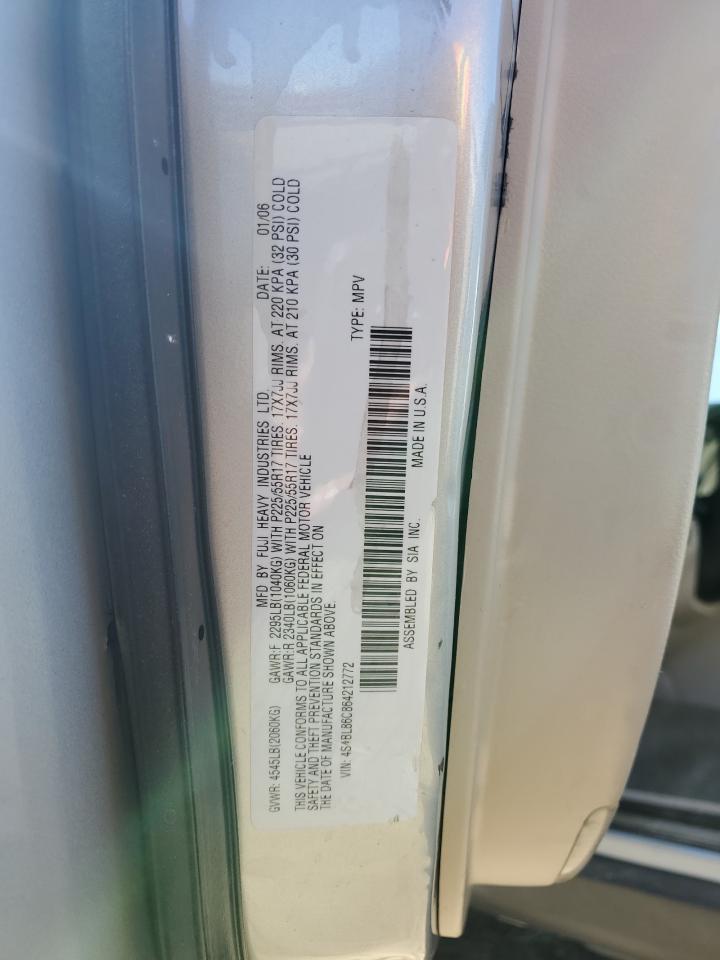 MFD BY FUJI HEAVY INDUSTRIES LTD. DATE: 01/06
GVWR: 4545LB(2060KG) GAWR:F 2295LB(1040KG) WITH P225/55R17 TIRES. RIMS. AT 220 KPA (32 PSI) COLD
GAWR:R 2340LB(1060KG) WITH P225/55R17 TIRES. RIMS. AT 210 KPA (30 PSI) COLD
THIS VEHICLE CONFORMS TO ALL APPLICABLE FEDERAL MOTOR VEHICLE
SAFETY AND THEFT PREVENTION STANDARDS IN EFFECT ON
THE DATE OF MANUFACTURE SHOWN ABOVE.
VIN: 4S4BL86C864212772 TYPE: MPV
ASSEMBLED BY SIA INC. MADE IN U.S.A.